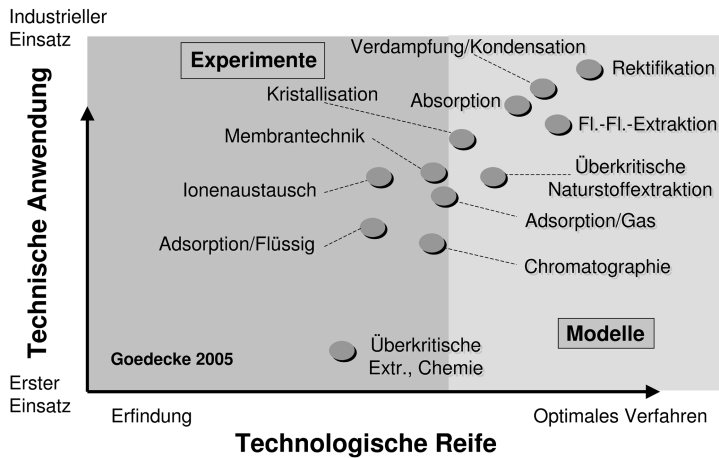 Industrieller
Einsatz
Technische Anwendung
Experimente
Verdampfung/Kondensation
Rektifikation
Kristallisation
Absorption
Fl.-Fl.-Extraktion
Membrantechnik
Überkritische
Naturstoffextraktion
Ionenaustausch
Adsorption/Gas
Adsorption/Flüssig
Chromatographie
Modelle
Überkritische
Extr., Chemie
Goedecke 2005
Erster
Einsatz
Erfindung
Optimales Verfahren
Technologische Reife